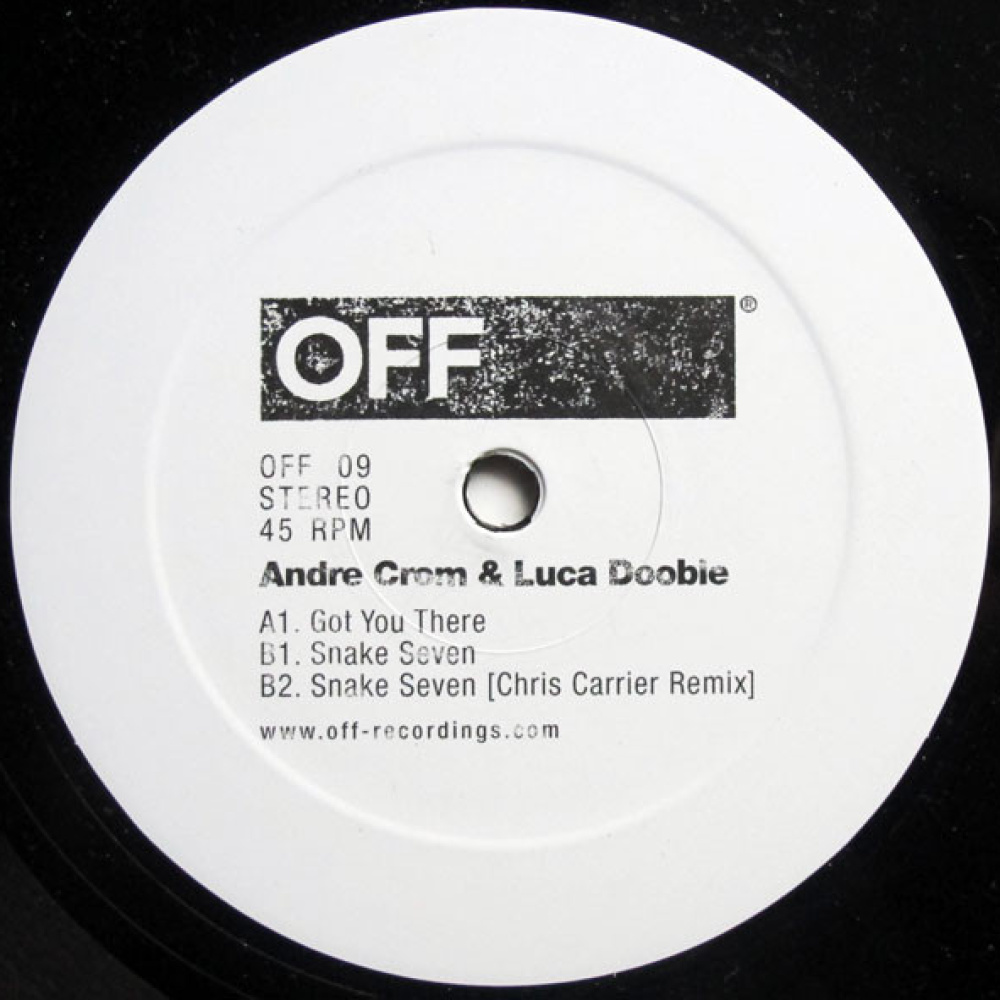 OFF®
OFF 09
STEREO
45 RPM
Andre Crom & Luca Doobie
A1. Got You There
B1. Snake Seven
B2. Snake Seven [Chris Carrier Remix]
www.off-recordings.com